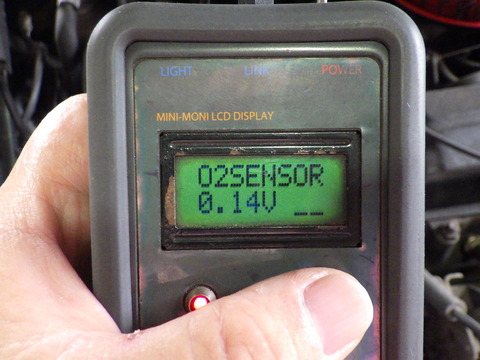 LIGHT LINK POWER
MINI-MONI LCD DISPLAY
O2SENSOR
0.14V __